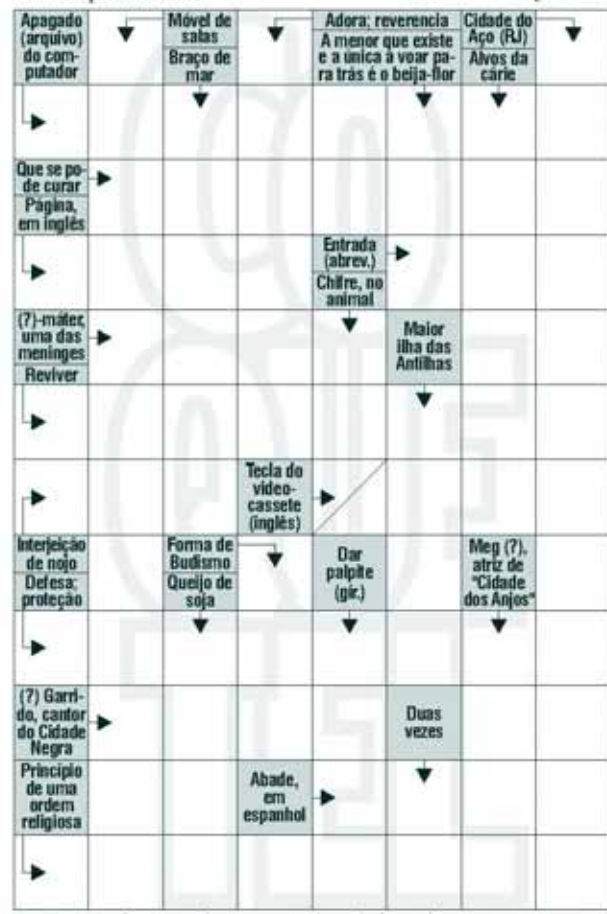 Apagado
(arquivo)
do com-
putador
Móvel de
salas
Braço de
mar
Adora; reverencia
A menor que existe
e a única a voar pa-
ra trás é o beija-flor
Cidade do
Aço (RJ)
Alvos da
cárie
Que se po-
de curar
Página,
em inglês
Entrada
(abrev.)
Chifre, no
animal
(?)-máter,
uma das
meninges
Reviver
Maior
ilha das
Antilhas
Tecla do
video-
cassete
(inglês)
Interjeição
de nojo
Defesa;
proteção
Forma de
Budismo
Queijo de
soja
Dar
palpite
(gír.)
Meg (?),
atriz de
"Cidade
dos Anjos"
(?) Garri-
do, cantor
do Cidade
Negra
Duas
vezes
Princípio
de uma
ordem
religiosa
Abade,
em
espanhol
COQUETEL